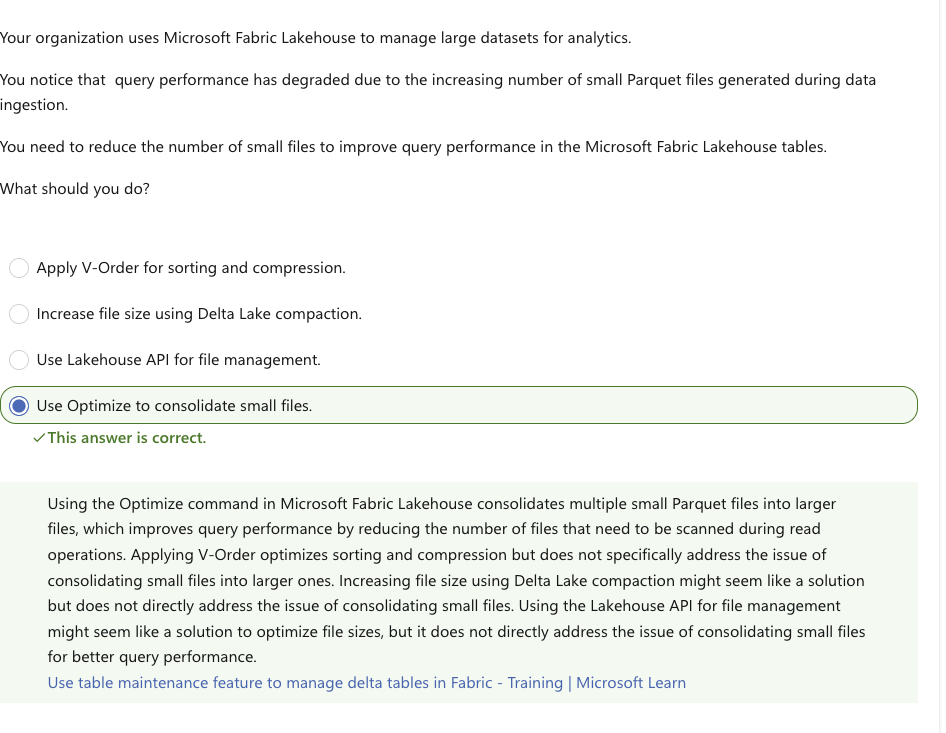 Your organization uses Microsoft Fabric Lakehouse to manage large datasets for analytics.
You notice that  query performance has degraded due to the increasing number of small Parquet files generated during data
ingestion.
You need to reduce the number of small files to improve query performance in the Microsoft Fabric Lakehouse tables.
What should you do?
Apply V-Order for sorting and compression.
Increase file size using Delta Lake compaction.
Use Lakehouse API for file management.
Use Optimize to consolidate small files.
✓This answer is correct.
Using the Optimize command in Microsoft Fabric Lakehouse consolidates multiple small Parquet files into larger
files, which improves query performance by reducing the number of files that need to be scanned during read
operations. Applying V-Order optimizes sorting and compression but does not specifically address the issue of
consolidating small files into larger ones. Increasing file size using Delta Lake compaction might seem like a solution
but does not directly address the issue of consolidating small files. Using the Lakehouse API for file management
might seem like a solution to optimize file sizes, but it does not directly address the issue of consolidating small files
for better query performance.
Use table maintenance feature to manage delta tables in Fabric - Training | Microsoft Learn